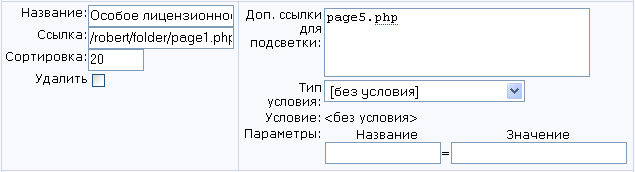 Название: Особое лицензионнос
Ссылка: /robert/folder/page1.php
Сортировка: 20
Удалить
Доп. ссылки для подсветки: page5.php
Тип условия: [без условия]
Условие: <без условия>
Параметры: Название Значение
=